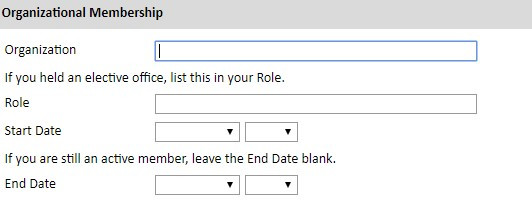 Organizational Membership
Organization
If you held an elective office, list this in your Role.
Role
Start Date
If you are still an active member, leave the End Date blank.
End Date